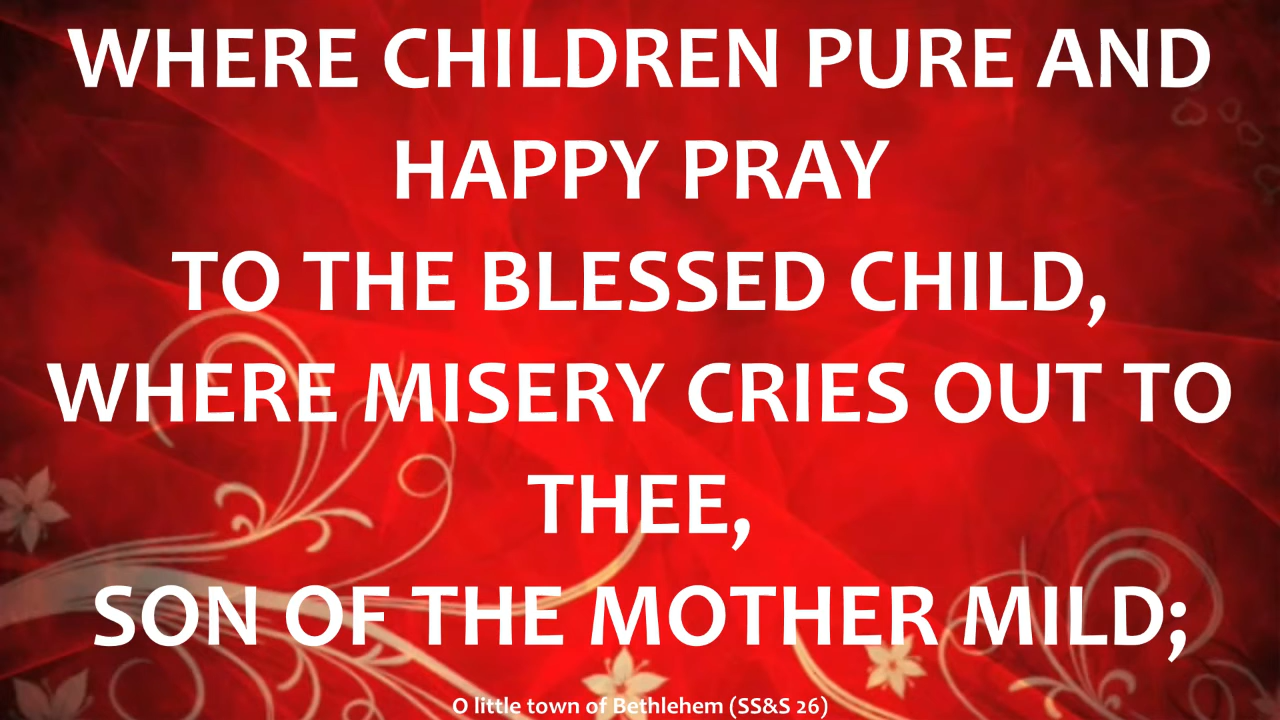 WHERE CHILDREN PURE AND
HAPPY PRAY
TO THE BLESSED CHILD,
WHERE MISERY CRIES OUT TO
THEE,
SON OF THE MOTHER MILD;
O little town of Bethlehem (SS&S 26)